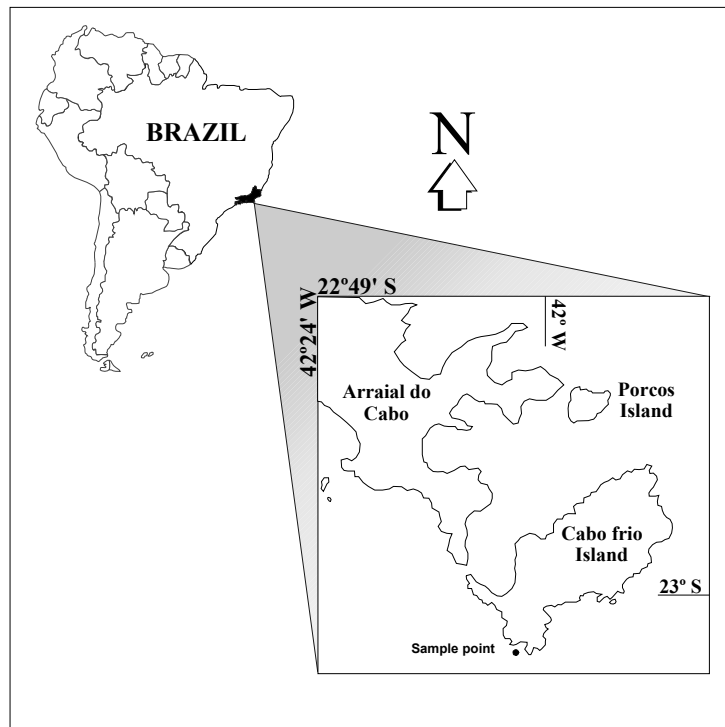 BRAZIL
N
22º49' S
42º24' W
42º W
Arraial do
Cabo
Porcos
Island
Cabo frio
Island
23º S
Sample point